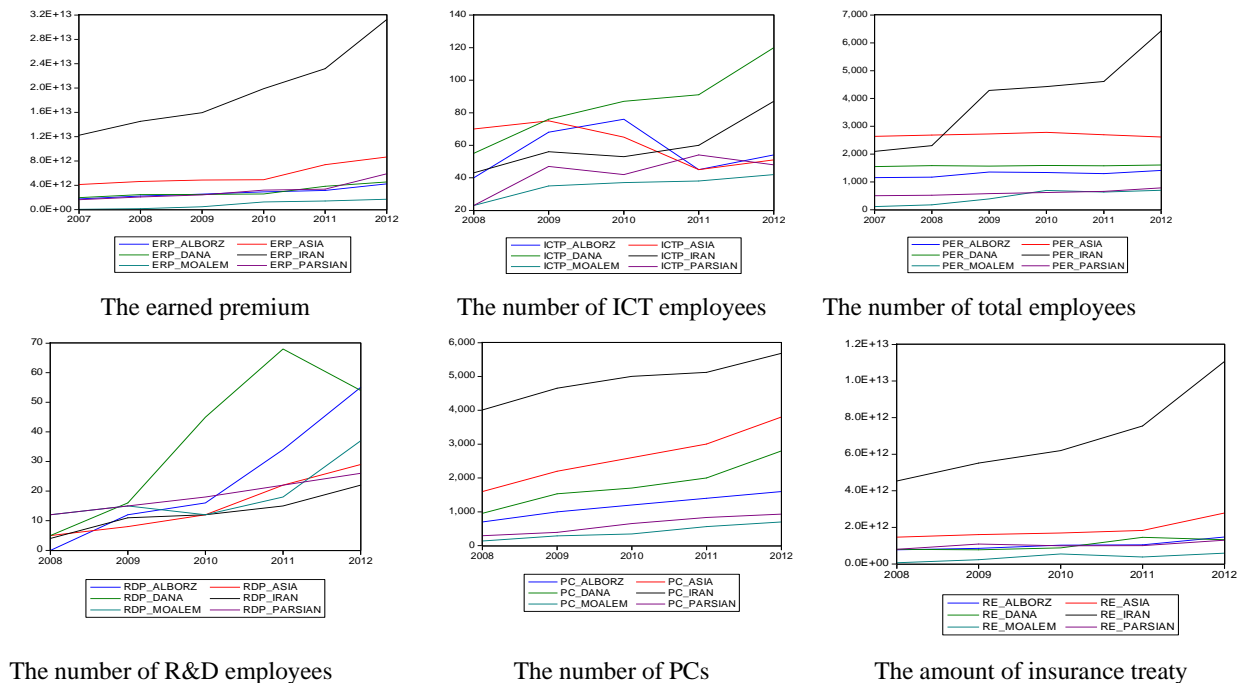 3.2E+13
2.8E+13
2.4E+13
2.0E+13
1.6E+13
1.2E+13
8.0E+12
4.0E+12
0.0E+00
2007 2008 2009 2010 2011 2012
ERP_ALBORZ ERP_ASIA
ERP_DANA ERP_IRAN
ERP_MOALEM ERP_PARSIAN
The earned premium
140
120
100
80
60
40
20
2008 2009 2010 2011 2012
ICTP_ALBORZ ICTP_ASIA
ICTP_DANA ICTP_IRAN
ICTP_MOALEM ICTP_PARSIAN
The number of ICT employees
7,000
6,000
5,000
4,000
3,000
2,000
1,000
0
2007 2008 2009 2010 2011 2012
PER_ALBORZ PER_ASIA
PER_DANA PER_IRAN
PER_MOALEM PER_PARSIAN
The number of total employees
70
60
50
40
30
20
10
0
2008 2009 2010 2011 2012
RDP_ALBORZ RDP_ASIA
RDP_DANA RDP_IRAN
RDP_MOALEM RDP_PARSIAN
The number of R&D employees
6,000
5,000
4,000
3,000
2,000
1,000
0
2008 2009 2010 2011 2012
PC_ALBORZ PC_ASIA
PC_DANA PC_IRAN
PC_MOALEM PC_PARSIAN
The number of PCs
1.2E+13
1.0E+13
8.0E+12
6.0E+12
4.0E+12
2.0E+12
0.0E+00
2008 2009 2010 2011 2012
RE_ALBORZ RE_ASIA
RE_DANA RE_IRAN
RE_MOALEM RE_PARSIAN
The amount of insurance treaty